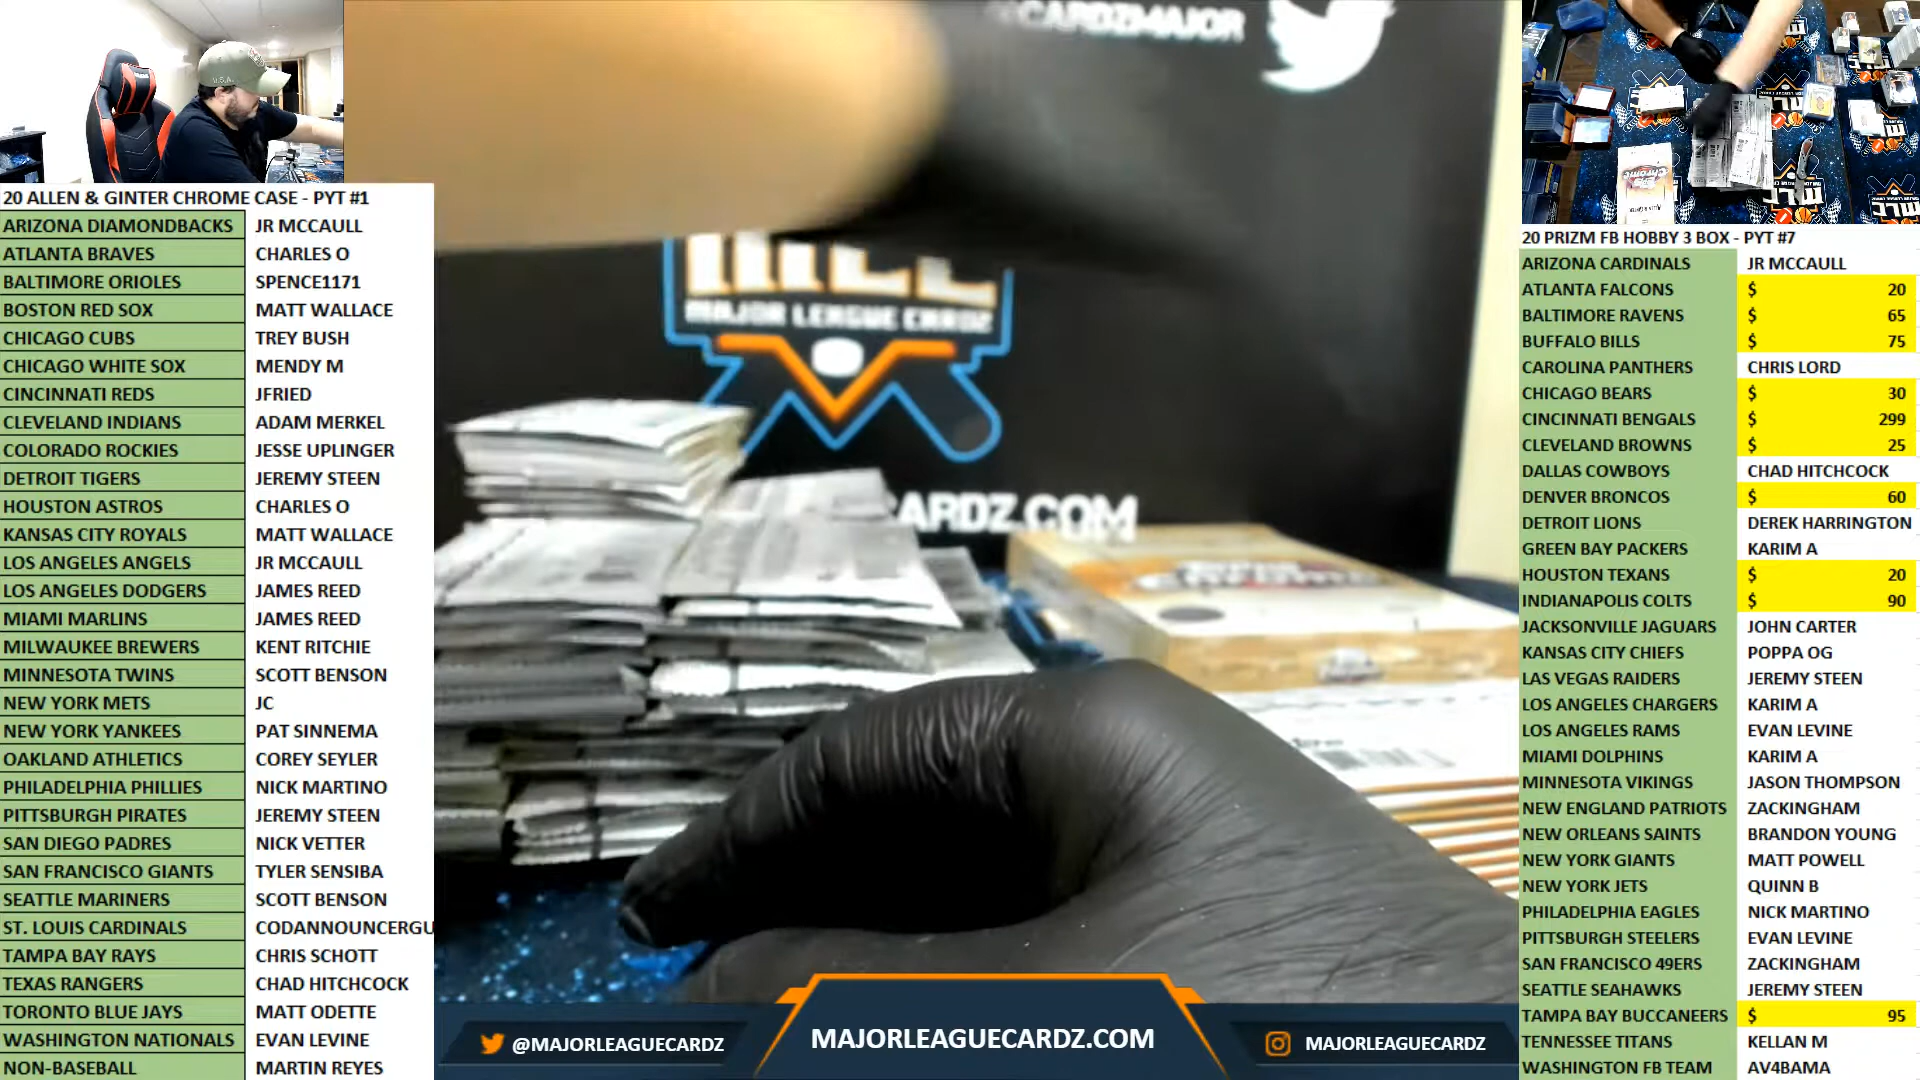 CARDZMAJOR
MAJOR LEAGUE CARDZ
CARDZ.COM
20 ALLEN & GINTER CHROME CASE - PYT #1
ARIZONA DIAMONDBACKS JR MCCAULL
ATLANTA BRAVES CHARLES O
BALTIMORE ORIOLES SPENCE1171
BOSTON RED SOX MATT WALLACE
CHICAGO CUBS TREY BUSH
CHICAGO WHITE SOX MENDY M
CINCINNATI REDS JFRIED
CLEVELAND INDIANS ADAM MERKEL
COLORADO ROCKIES JESSE UPLINGER
DETROIT TIGERS JEREMY STEEN
HOUSTON ASTROS CHARLES O
KANSAS CITY ROYALS MATT WALLACE
LOS ANGELES ANGELS JR MCCAULL
LOS ANGELES DODGERS JAMES REED
MIAMI MARLINS JAMES REED
MILWAUKEE BREWERS KENT RITCHIE
MINNESOTA TWINS SCOTT BENSON
NEW YORK METS JC
NEW YORK YANKEES PAT SINNEMA
OAKLAND ATHLETICS COREY SEYLER
PHILADELPHIA PHILLIES NICK MARTINO
PITTSBURGH PIRATES JEREMY STEEN
SAN DIEGO PADRES NICK VETTER
SAN FRANCISCO GIANTS TYLER SENSIBA
SEATTLE MARINERS SCOTT BENSON
ST. LOUIS CARDINALS CODANNOUNCERGU
TAMPA BAY RAYS CHRIS SCHOTT
TEXAS RANGERS CHAD HITCHCOCK
TORONTO BLUE JAYS MATT ODETTE
WASHINGTON NATIONALS EVAN LEVINE
NON-BASEBALL MARTIN REYES
20 PRIZM FB HOBBY 3 BOX - PYT #7
ARIZONA CARDINALS JR MCCAULL
ATLANTA FALCONS $ 20
BALTIMORE RAVENS $ 65
BUFFALO BILLS $ 75
CAROLINA PANTHERS CHRIS LORD
CHICAGO BEARS $ 30
CINCINNATI BENGALS $ 299
CLEVELAND BROWNS $ 25
DALLAS COWBOYS CHAD HITCHCOCK
DENVER BRONCOS $ 60
DETROIT LIONS DEREK HARRINGTON
GREEN BAY PACKERS KARIM A
HOUSTON TEXANS $ 20
INDIANAPOLIS COLTS $ 90
JACKSONVILLE JAGUARS JOHN CARTER
KANSAS CITY CHIEFS POPPA OG
LAS VEGAS RAIDERS JEREMY STEEN
LOS ANGELES CHARGERS KARIM A
LOS ANGELES RAMS EVAN LEVINE
MIAMI DOLPHINS KARIM A
MINNESOTA VIKINGS JASON THOMPSON
NEW ENGLAND PATRIOTS ZACKINGHAM
NEW ORLEANS SAINTS BRANDON YOUNG
NEW YORK GIANTS MATT POWELL
NEW YORK JETS QUINN B
PHILADELPHIA EAGLES NICK MARTINO
PITTSBURGH STEELERS EVAN LEVINE
SAN FRANCISCO 49ERS ZACKINGHAM
SEATTLE SEAHAWKS JEREMY STEEN
TAMPA BAY BUCCANEERS $ 95
TENNESSEE TITANS KELLAN M
WASHINGTON FB TEAM AV4BAMA
@MAJORLEAGUECARDZ
MAJORLEAGUECARDZ.COM
MAJORLEAGUECARDZ